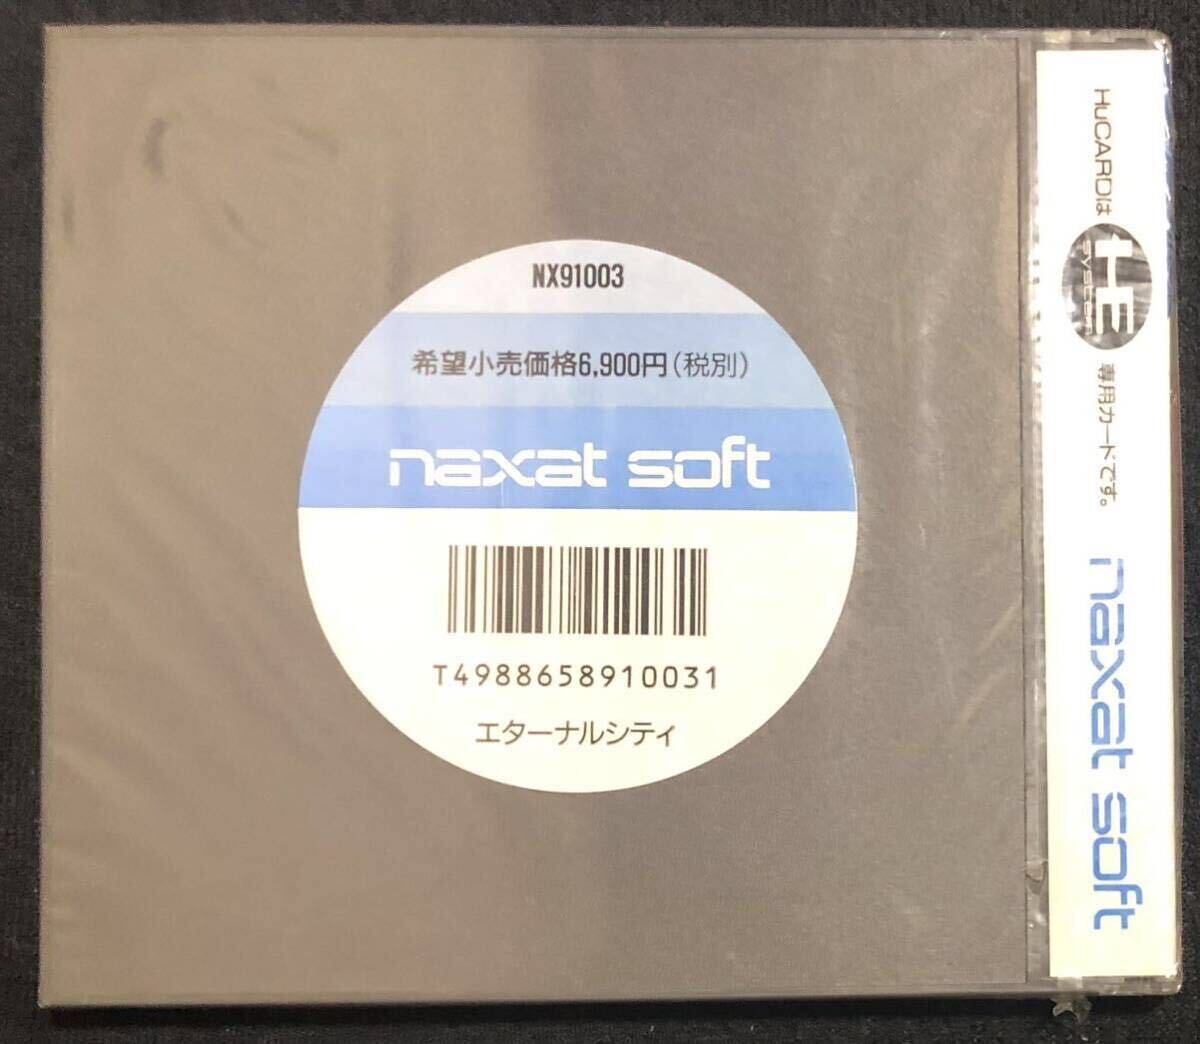 NX91003
希望小売価格6,900円(税別)
naxat soft
T4988658910031
エターナルシティ
HuCARDは HE system 専用カードです。
naxat soft